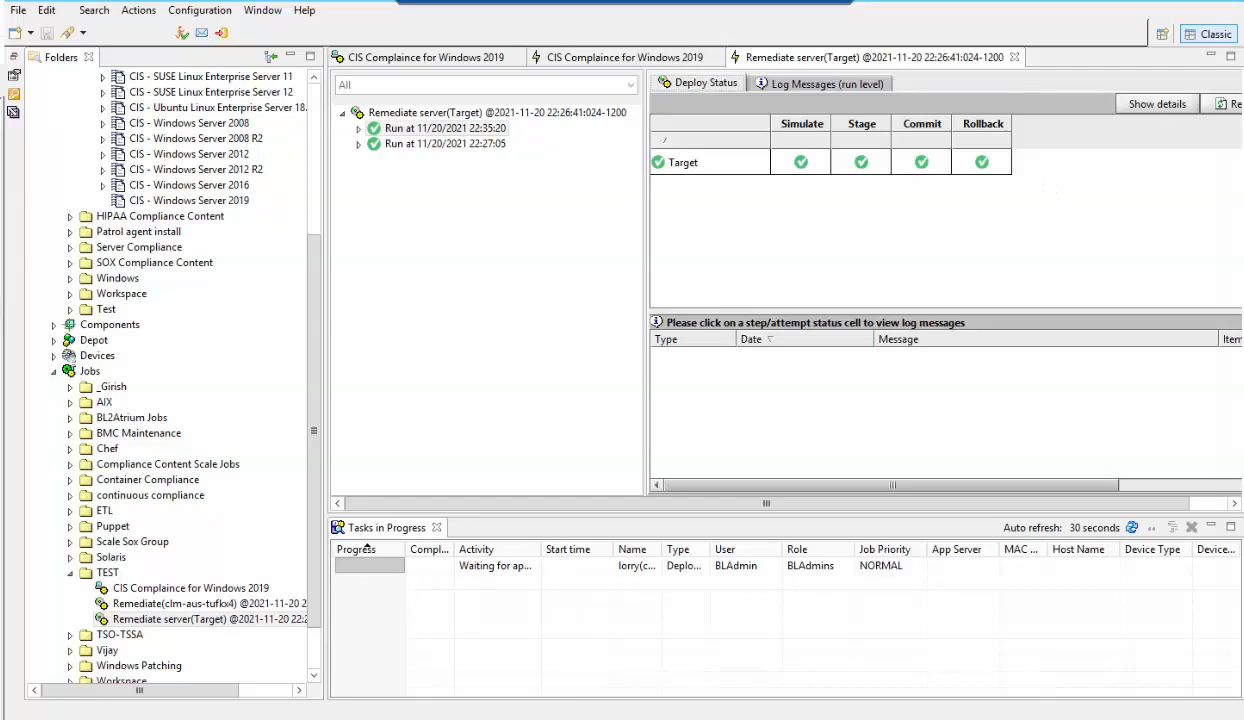 File Edit Search Actions Configuration Window Help
Classic
Folders
CIS - SUSE Linux Enterprise Server 11
CIS - SUSE Linux Enterprise Server 12
CIS - Ubuntu Linux Enterprise Server 18.
CIS - Windows Server 2008
CIS - Windows Server 2008 R2
CIS - Windows Server 2012
CIS - Windows Server 2012 R2
CIS - Windows Server 2016
CIS - Windows Server 2019
HIPAA Compliance Content
Patrol agent install
Server Compliance
SOX Compliance Content
Windows
Workspace
Test
Components
Depot
Devices
Jobs
_Girish
AIX
BL2Atrium Jobs
BMC Maintenance
Chef
Compliance Content Scale Jobs
Container Compliance
continuous compliance
ETL
Puppet
Scale Sox Group
Solaris
TEST
CIS Complaince for Windows 2019
Remediate(clm-aus-tufkx4) @2021-11-20 2
Remediate server(Target) @2021-11-20 22:2
TSO-TSSA
Vijay
Windows Patching
Workspace
CIS Complaince for Windows 2019
CIS Complaince for Windows 2019
Remediate server(Target) @2021-11-20 22:26:41:024-1200
All
Remediate server(Target) @2021-11-20 22:26:41:024-1200
Run at 11/20/2021 22:35:20
Run at 11/20/2021 22:27:05
Deploy Status
Log Messages (run level)
Show details
Re
Simulate Stage Commit Rollback
Target
Please click on a step/attempt status cell to view log messages
Type Date Message Item
Tasks in Progress
Auto refresh: 30 seconds
Progress Compl... Activity Start time Name Type User Role Job Priority App Server MAC ... Host Name Device Type Device...
Waiting for ap... lorry(c... Deplo... BLAdmin BLAdmins NORMAL